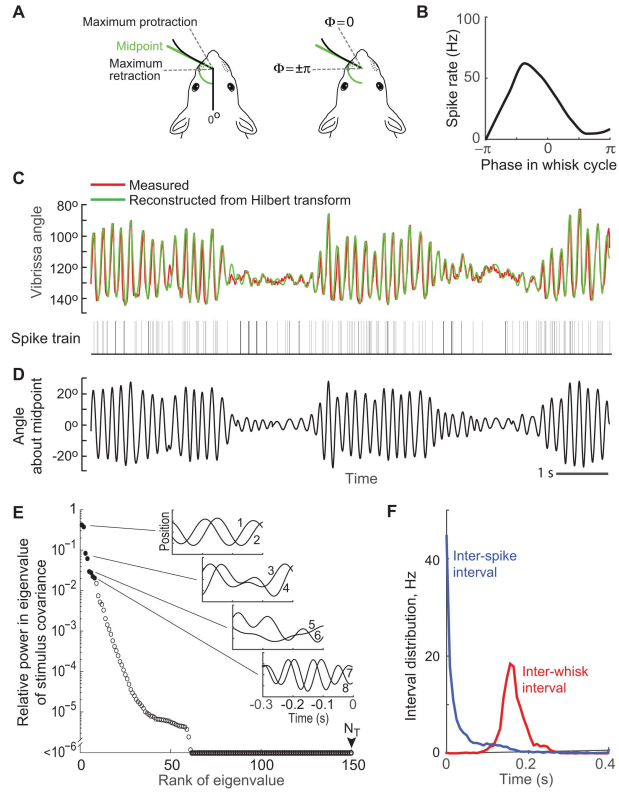 A
Maximum protraction
Midpoint
Maximum
retraction
0°
Φ=0
Φ=±π
B
Spike rate (Hz)
100
50
0
−π
0
π
Phase in whisk cycle
C
Measured
Reconstructed from Hilbert transform
Vibrissa angle
80°
100°
120°
140°
Spike train
D
Angle
about midpoint
20°
0°
-20°
Time
1 s
E
Relative power in eigenvalue
of stimulus covariance
1
10⁻¹
10⁻²
10⁻³
10⁻⁴
10⁻⁵
<10⁻⁶
0
50
100
150
Rank of eigenvalue
N_T
Position
1
2
3
4
5
6
7
8
-0.3
-0.2
-0.1
0
Time (s)
F
Interval distribution, Hz
40
20
0
Inter-spike
interval
Inter-whisk
interval
0
0.2
0.4
Time (s)